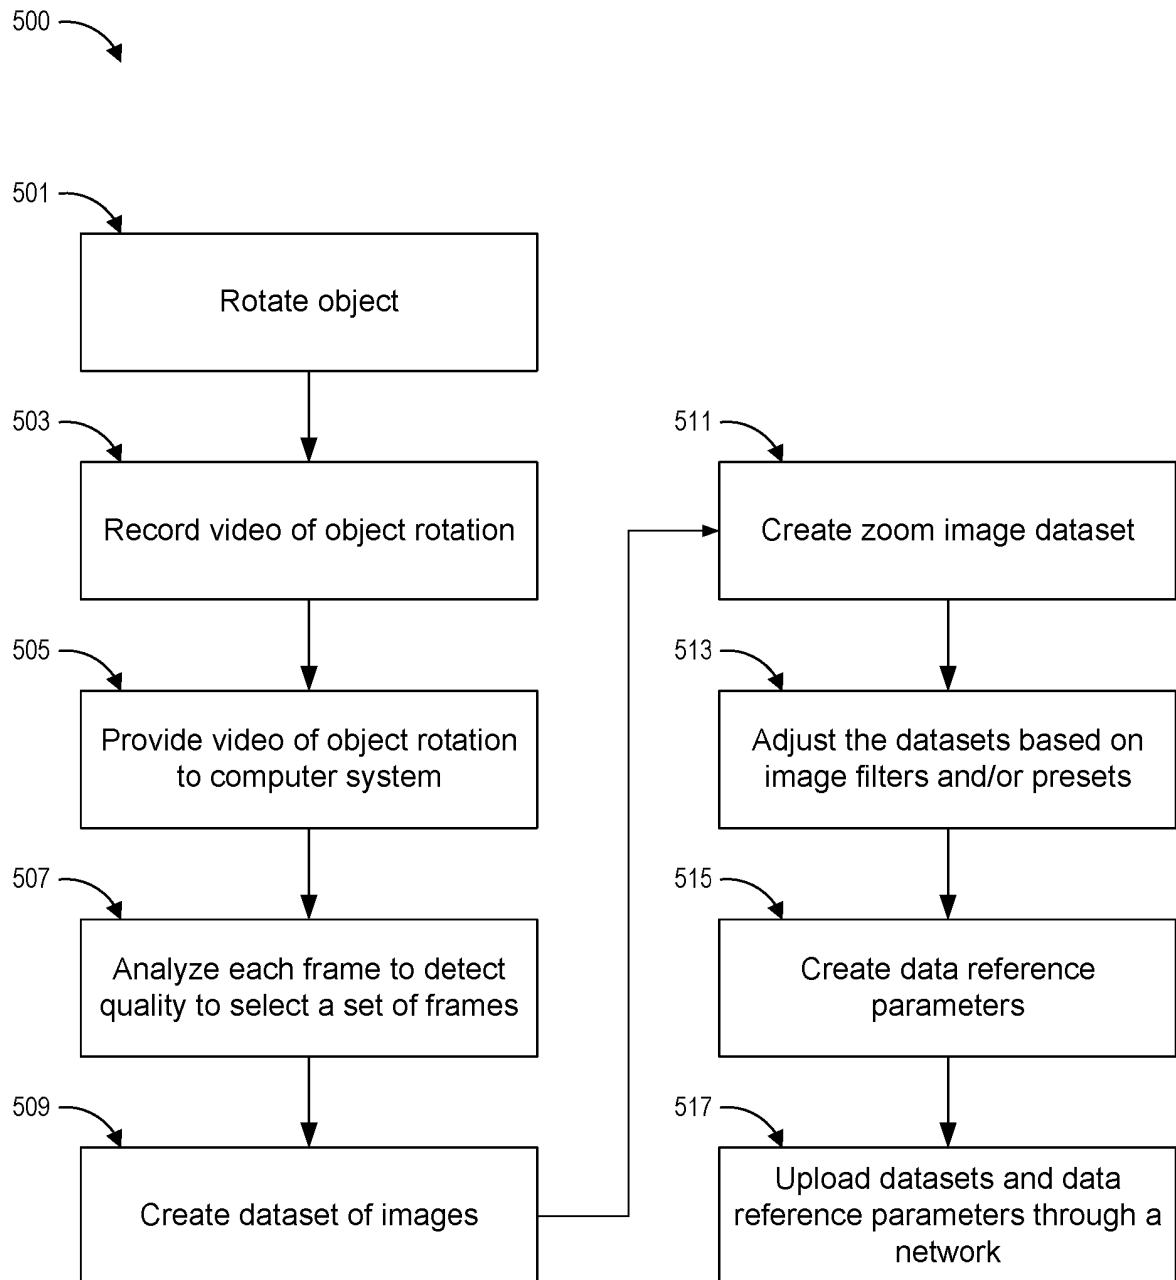 500
501
Rotate object
503
Record video of object rotation
505
Provide video of object rotation
to computer system
507
Analyze each frame to detect
quality to select a set of frames
509
Create dataset of images
511
Create zoom image dataset
513
Adjust the datasets based on
image filters and/or presets
515
Create data reference
parameters
517
Upload datasets and data
reference parameters through a
network